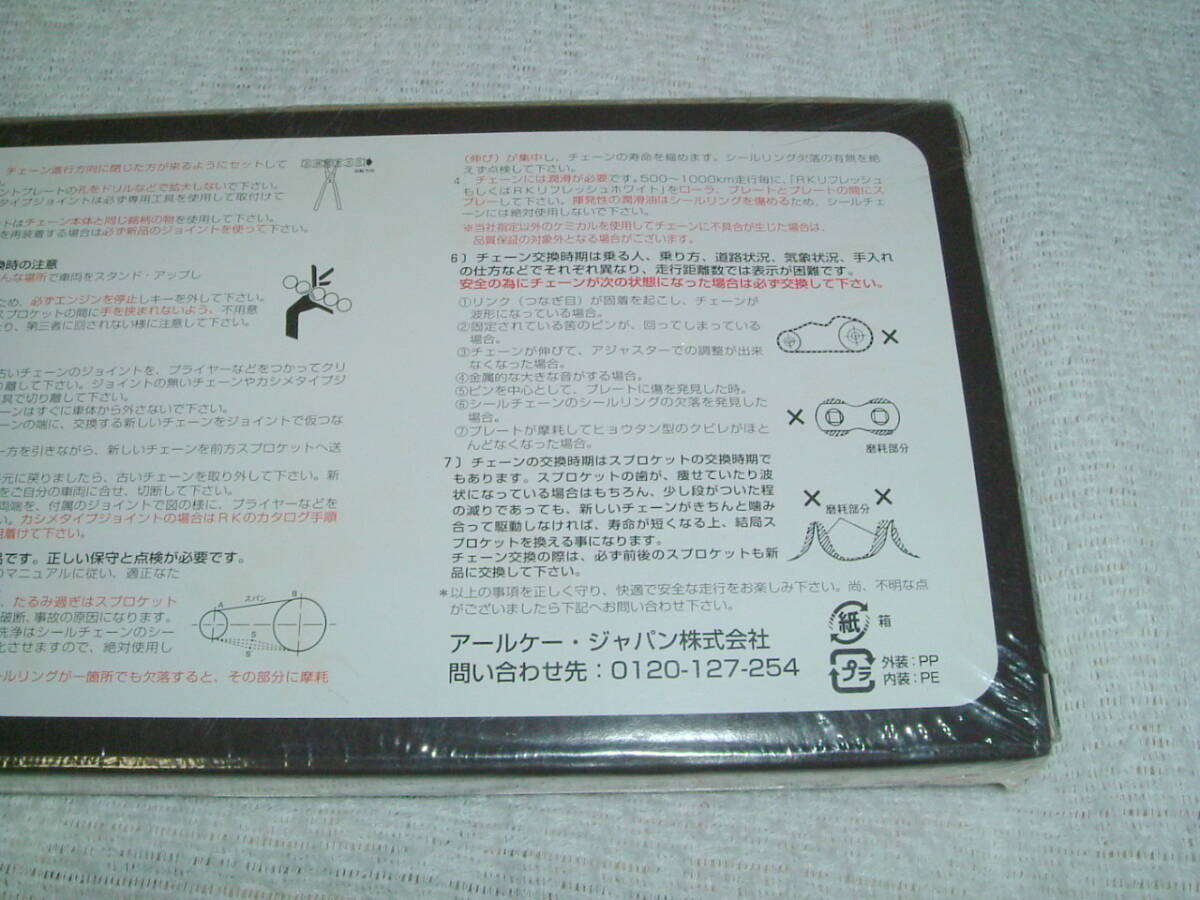 チェーン進行方向に閉じた方が来るようにセットして
ントプレートの孔をドリルなどで拡大しないで下さい。
タイプジョイントは必ず専用工具を使用して取付けて
ントはチェーン本体と同じ銘柄の物を使用して下さい。
を再装着する場合は必ず新品のジョイントを使って下さい。
換時の注意
らんな場所で車両をスタンド・アップし
ため、必ずエンジンを停止しキーを外して下さい。
スプロケットの間に手を挟まれないよう、不用意
たり、第三者に回されない様に注意して下さい。
古いチェーンのジョイントを、プライヤーなどをつかってクリ
り離して下さい。ジョイントの無いチェーンやカシメタイプジ
具で切り離して下さい。
ーンはすぐに車体から外さないで下さい。
ーンの端に、交換する新しいチェーンをジョイントで仮つな
一方を引きながら、新しいチェーンを前方スプロケットへ送
手元に戻りましたら、古いチェーンを取り外して下さい。新
をご自分の車両に合せ、切断して下さい。
両端を、付属のジョイントで図の様に、プライヤーなどを
い。カシメタイプジョイントの場合はRKのカタログ手順
組着けて下さい。
品です。正しい保守と点検が必要です。
のマニュアルに従い、適正なた
、たるみ過ぎはスプロケット
破断、事故の原因になります。
洗浄はシールチェーンのシー
化させますので、絶対使用し
ールリングが一箇所でも欠落すると、その部分に摩耗
A スパン B
S
S'
（伸び）が集中し、チェーンの寿命を縮めます。シールリング欠落の有無を絶
えず点検して下さい。
4．チェーンには潤滑が必要です。500～1000km走行毎に、「RKリフレッシュ
もしくはRKリフレッシュホワイト」をローラ、プレートとプレートの間にス
プレーして下さい。揮発性の潤滑油はシールリングを傷めるため、シールチェ
ーンには絶対使用しないで下さい。
※当社指定以外のケミカルを使用してチェーンに不具合が生じた場合は、
品質保証の対象外となる場合がございます。
6）チェーン交換時期は乗る人、乗り方、道路状況、気象状況、手入れ
の仕方などでそれぞれ異なり、走行距離数では表示が困難です。
安全の為にチェーンが次の状態になった場合は必ず交換して下さい。
①リンク（つなぎ目）が固着を起こし、チェーンが
波形になっている場合。
②固定されている筈のピンが、回ってしまっている
場合。
③チェーンが伸びて、アジャスターでの調整が出来
なくなった場合。
④金属的な大きな音がする場合。
⑤ピンを中心として、プレートに傷を発見した時。
⑥シールチェーンのシールリングの欠落を発見した
場合。
⑦プレートが摩耗してヒョウタン型のクビレがほと
んどなくなった場合。
磨耗部分
7）チェーンの交換時期はスプロケットの交換時期で
もあります。スプロケットの歯が、痩せていたり波
状になっている場合はもちろん、少し段がついた程
の減りであっても、新しいチェーンがきちんと噛み
合って駆動しなければ、寿命が短くなる上、結局ス
プロケットを換える事になります。
チェーン交換の際は、必ず前後のスプロケットも新
品に交換して下さい。
磨耗部分
＊以上の事項を正しく守り、快適で安全な走行をお楽しみ下さい。尚、不明な点
がございましたら下記へお問い合わせ下さい。
アールケー・ジャパン株式会社
問い合わせ先：0120-127-254
紙 箱
プラ 外装：PP
内装：PE